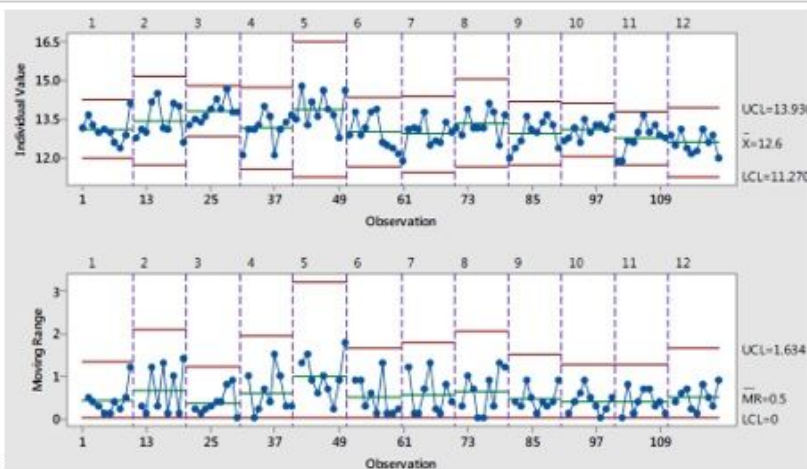 1 2 3 4 5 6 7 8 9 10 11 12
16.5
15.0
13.5
12.0
Individual Value
UCL=13.930
X=12.6
LCL=11.270
1 13 25 37 49 61 73 85 97 109
Observation
1 2 3 4 5 6 7 8 9 10 11 12
3
2
1
0
Moving Range
UCL=1.634
MR=0.5
LCL=0
1 13 25 37 49 61 73 85 97 109
Observation